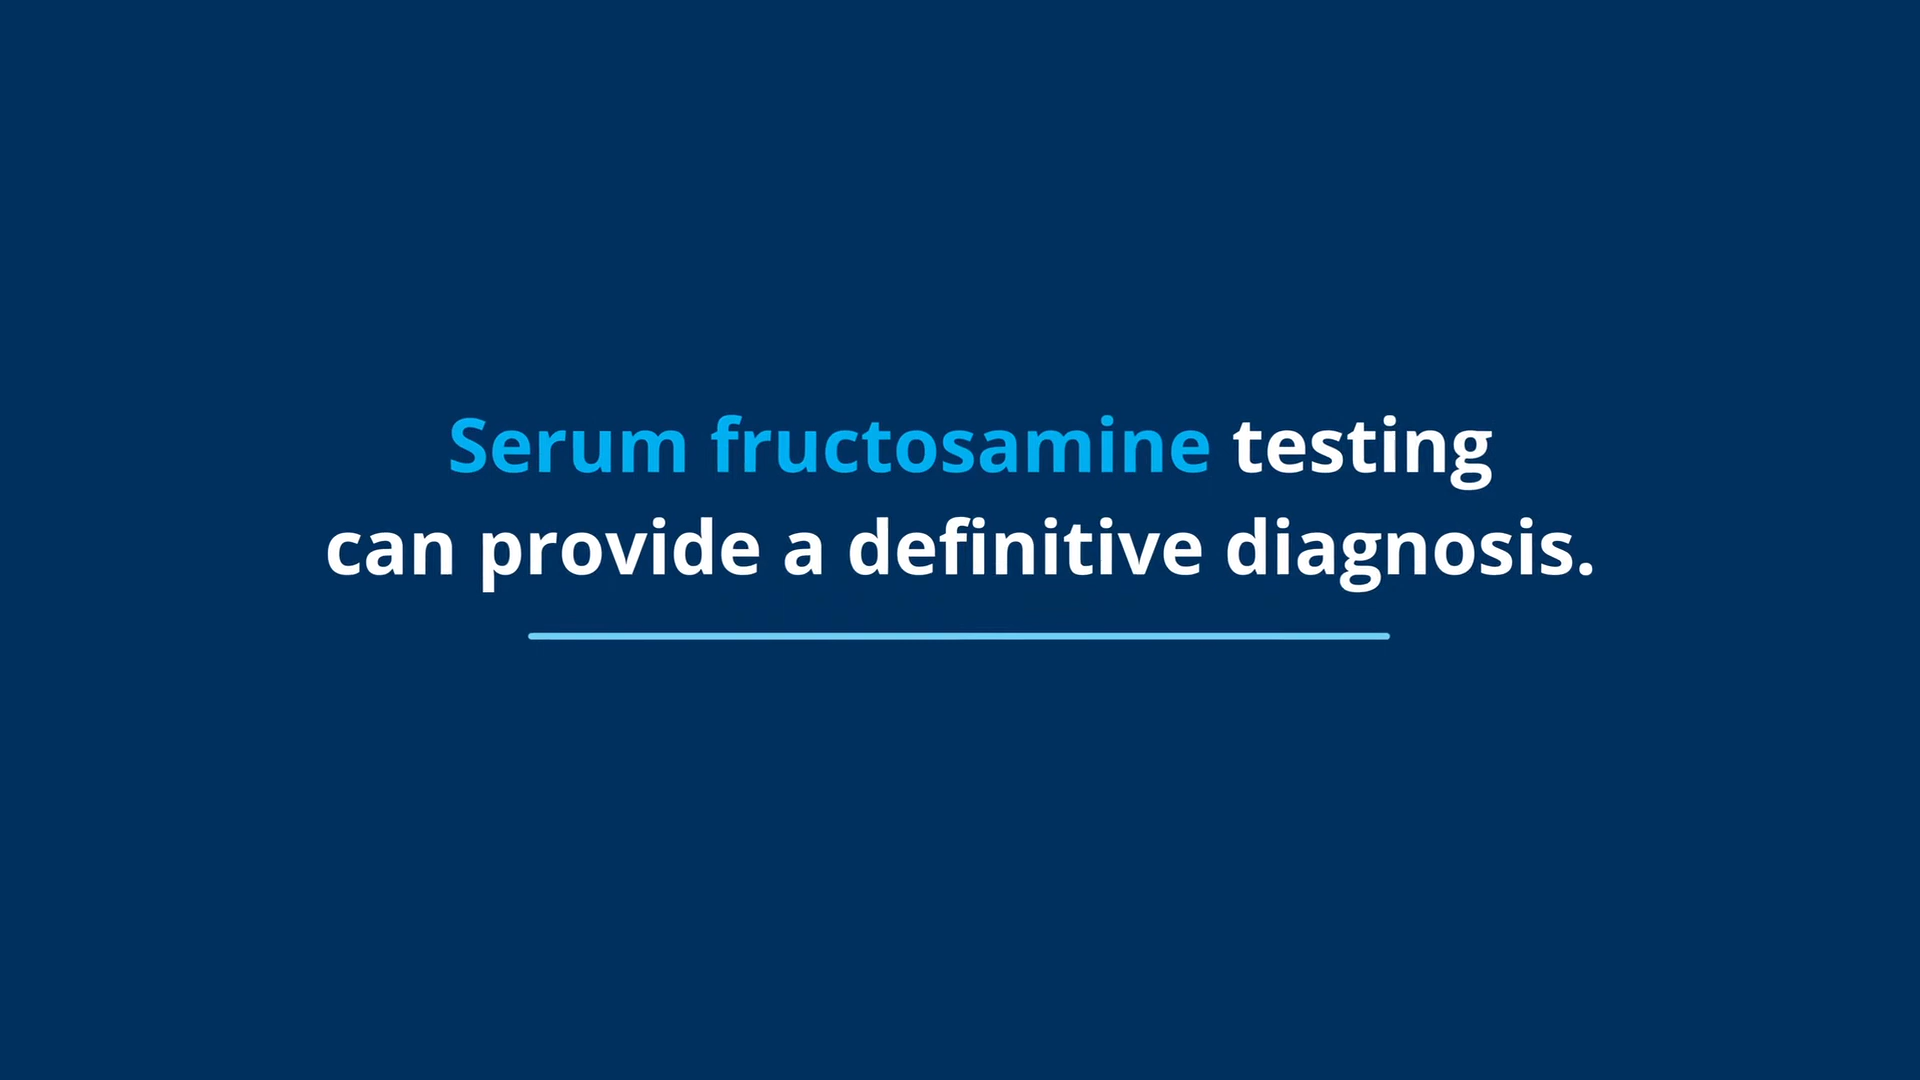 Serum fructosamine testing
can provide a definitive diagnosis.